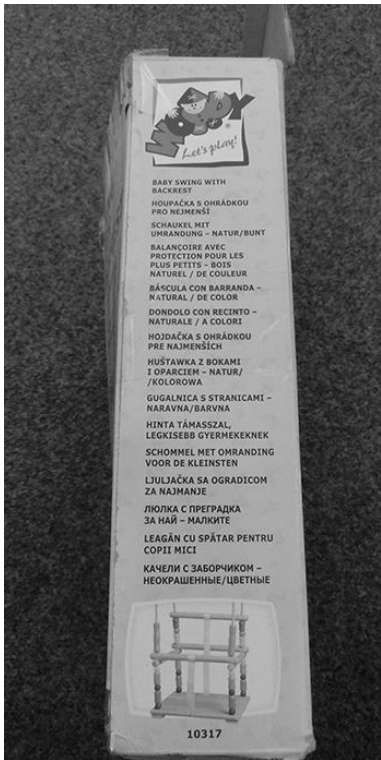 WOODY
®
Let's play!
BABY SWING WITH
BACKREST
HOUPAČKA S OHRÁDKOU
PRO NEJMENŠÍ
SCHAUKEL MIT
UMRANDUNG – NATUR/BUNT
BALANÇOIRE AVEC
PROTECTION POUR LES
PLUS PETITS – BOIS
NATUREL / DE COULEUR
BÁSCULA CON BARRANDA –
NATURAL / DE COLOR
DONDOLO CON RECINTO –
NATURALE / A COLORI
HOJDAČKA S OHRÁDKOU
PRE NAJMENŠÍCH
HUŠTAWKA Z BOKAMI
I OPARCIEM – NATUR/
/KOLOROWA
GUGALNICA S STRANICAMI –
NARAVNA/BARVNA
HINTA TÁMASSZAL,
LEGKISEBB GYERMEKEKNEK
SCHOMMEL MET OMRANDING
VOOR DE KLEINSTEN
LJULJAČKA SA OGRADICOM
ZA NAJMANJE
ЛЮЛКА С ПРЕГРАДКА
ЗА НАЙ – МАЛКИТЕ
LEAGĂN CU SPĂTAR PENTRU
COPII MICI
КАЧЕЛИ С ЗАБОРЧИКОМ –
НЕОКРАШЕННЫЕ/ЦВЕТНЫЕ
10317